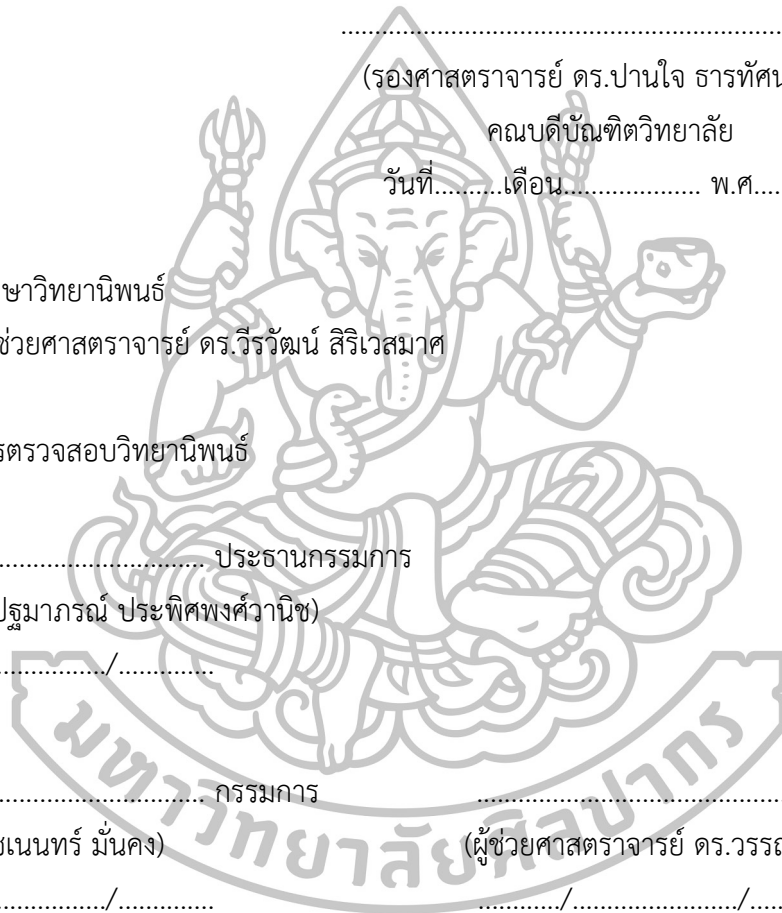 ................................................................
(รองศาสตราจารย์ ดร.ปานใจ ธารทัศน
คณบดีบัณฑิตวิทยาลัย
วันที่..........เดือน.................... พ.ศ.....
ษาวิทยานิพนธ์
ช่วยศาสตราจารย์ ดร.วีรวัฒน์ สิริเวสมาศ
รตรวจสอบวิทยานิพนธ์
.............................. ประธานกรรมการ
ปฐมาภรณ์ ประพิศพงศ์วานิช)
................/..............
.............................. กรรมการ
ชเนนทร์ มั่นคง)
................/..............
............................................
(ผู้ช่วยศาสตราจารย์ ดร.วรรณ
............/......................../.....
มหาวิทยาลัยศิลปากร